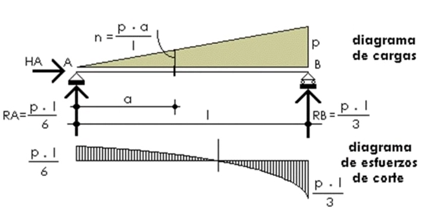 n = p . a / l
diagrama
de cargas
HA
A
p
B
a
RA= p . l / 6
l
RB= p . l / 3
diagrama
de esfuerzos
de corte
p . l / 6
p . l / 3